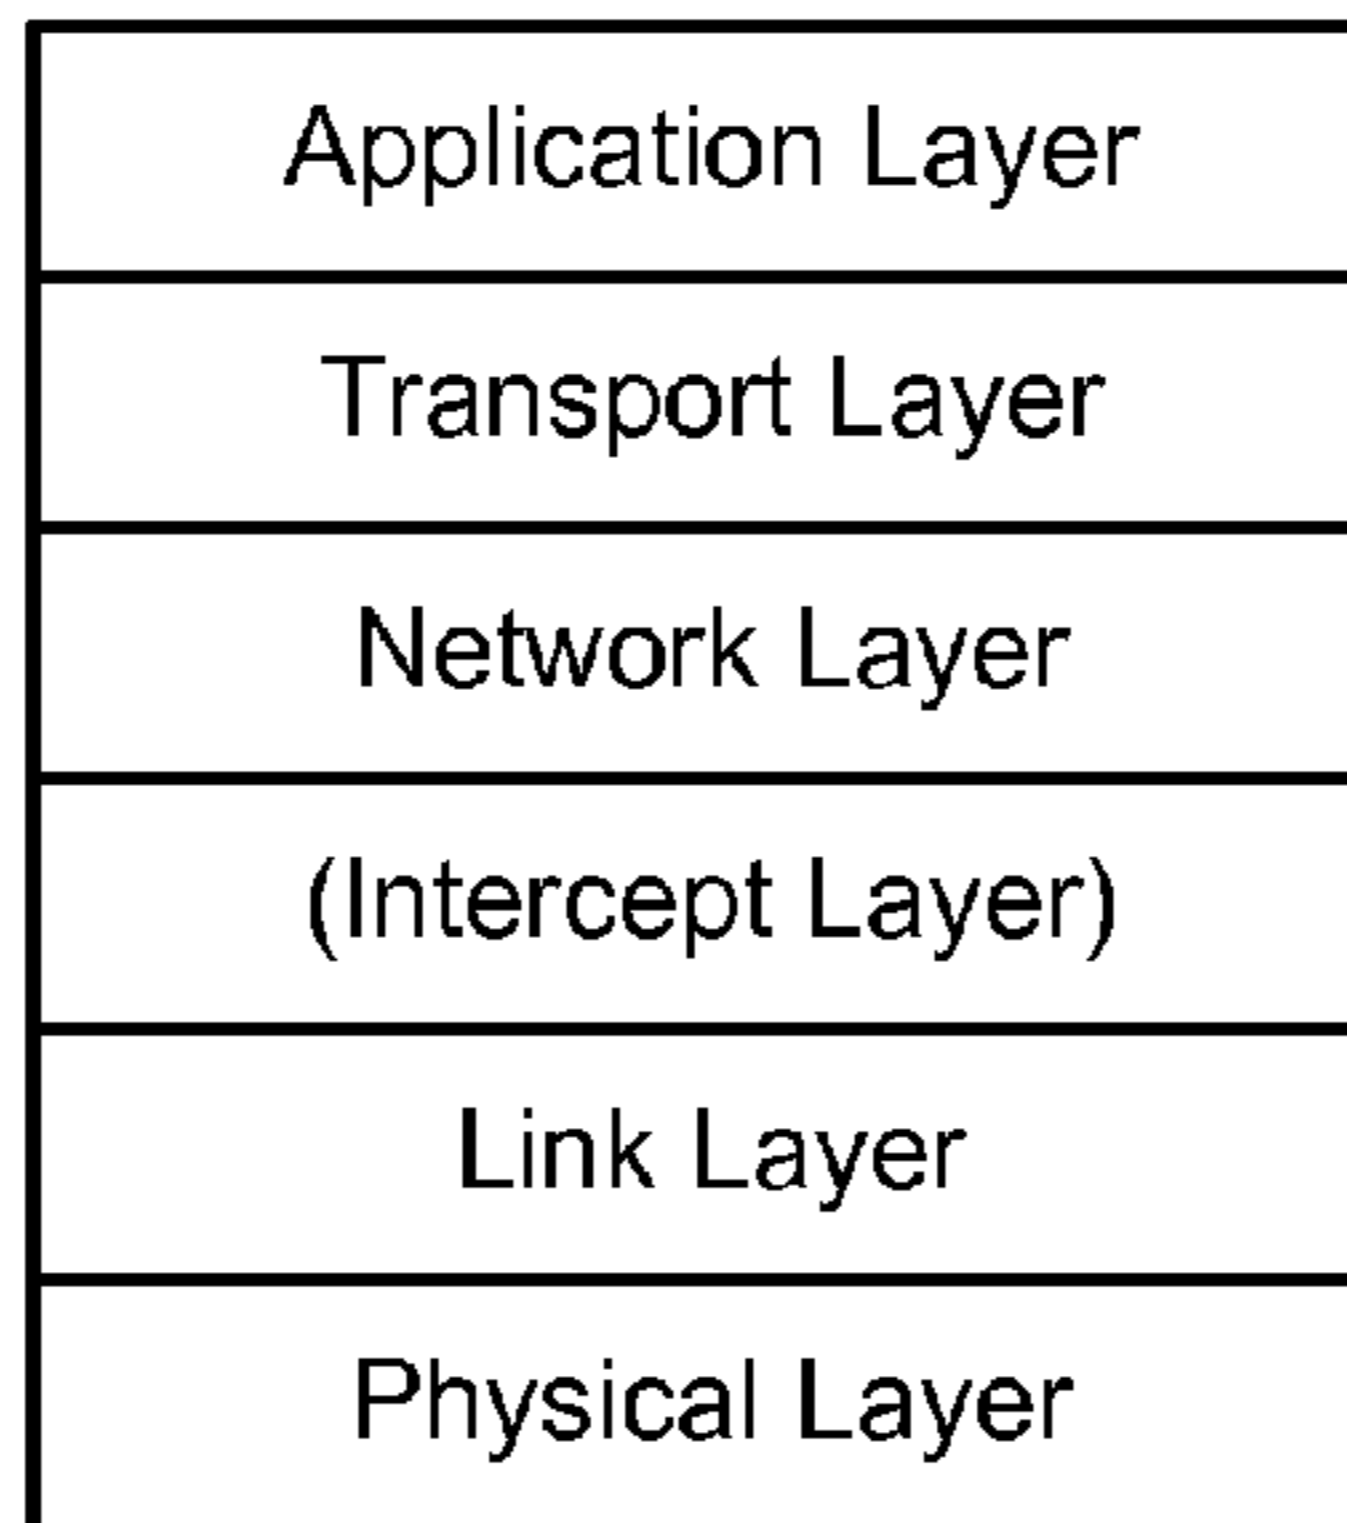 Application Layer
Transport Layer
Network Layer
(Intercept Layer)
Link Layer
Physical Layer